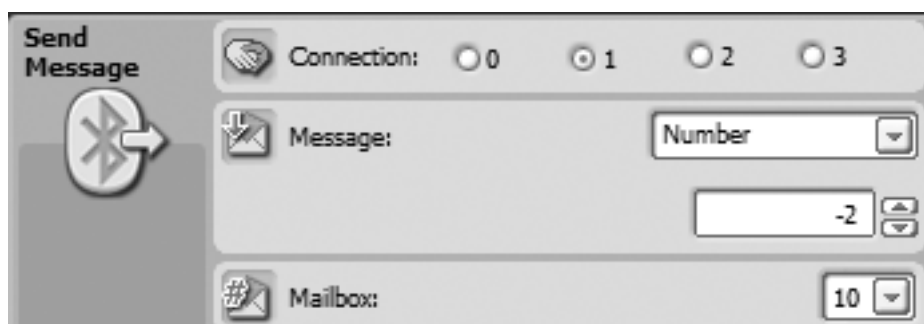 Send
Message
Connection: 0 1 2 3
Message: Number
-2
Mailbox: 10